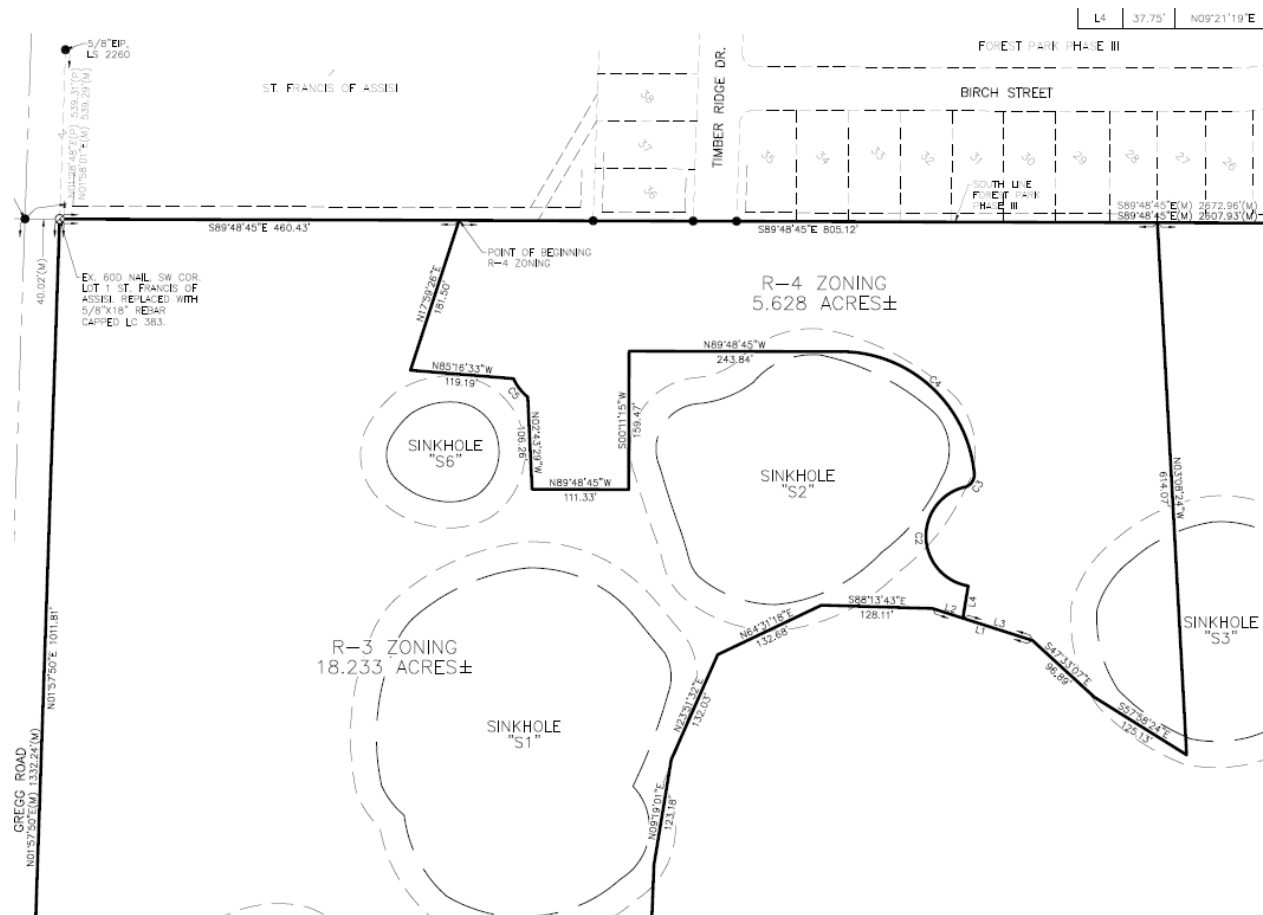 L4 37.75' N09°21'19"E
5/8"EIP,
LS 2260
FOREST PARK PHASE III
ST. FRANCIS OF ASSISI
BIRCH STREET
TIMBER RIDGE DR.
N01°58'01"E(M) 539.29'(M)
38
37
36
35
34
33
32
31
30
29
28
27
26
SOUTH LINE
FOREST PARK
PHASE III
S89°48'45"E(M) 2672.96'(M)
S89°48'45"E(M) 2607.93'(M)
S89°48'45"E 460.43'
S89°48'45"E 805.12'
40.02'(M)
POINT OF BEGINNING
R-4 ZONING
EX. 60D NAIL, SW COR.
LOT 1 ST. FRANCIS OF
ASSISI. REPLACED WITH
5/8"X18" REBAR
CAPPED LC 383.
N17°59'26"E
181.50'
R-4 ZONING
5.628 ACRES±
N85°16'33"W
119.19'
C5
N89°48'45"W
243.84'
C4
S00°11'15"W
159.47'
N02°43'29"W
106.26'
SINKHOLE
"S6"
SINKHOLE
"S2"
N89°48'45"W
111.33'
C3
C2
N03°08'24"W
614.07'
N01°57'50"E 1011.81'
S88°13'43"E
128.11'
L2
L4
L3
L1
N64°31'18"E
132.68'
SINKHOLE
"S3"
R-3 ZONING
18.233 ACRES±
S47°33'07"E
96.89'
N23°51'32"E
132.03'
S57°58'24"E
125.13'
SINKHOLE
"S1"
N09°19'01"E
123.18'
GREGG ROAD
N01°57'50"E(M) 1332.24'(M)